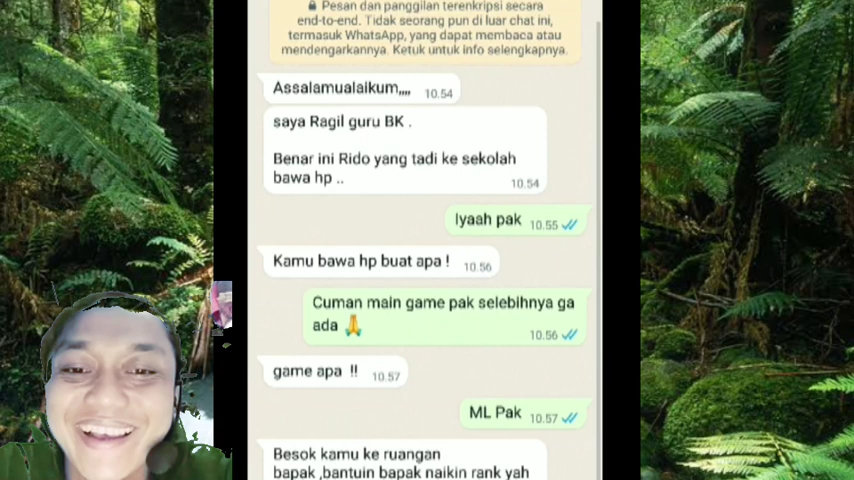 Pesan dan panggilan terenkripsi secara
end-to-end. Tidak seorang pun di luar chat ini,
termasuk WhatsApp, yang dapat membaca atau
mendengarkannya. Ketuk untuk info selengkapnya.
Assalamualaikum,,,, 10.54
saya Ragil guru BK .
Benar ini Rido yang tadi ke sekolah
bawa hp ..
10.54
Iyaah pak 10.55
Kamu bawa hp buat apa ! 10.56
Cuman main game pak selebihnya ga
ada 🙏
10.56
game apa !! 10.57
ML Pak 10.57
Besok kamu ke ruangan
bapak ,bantuin bapak naikin rank yah